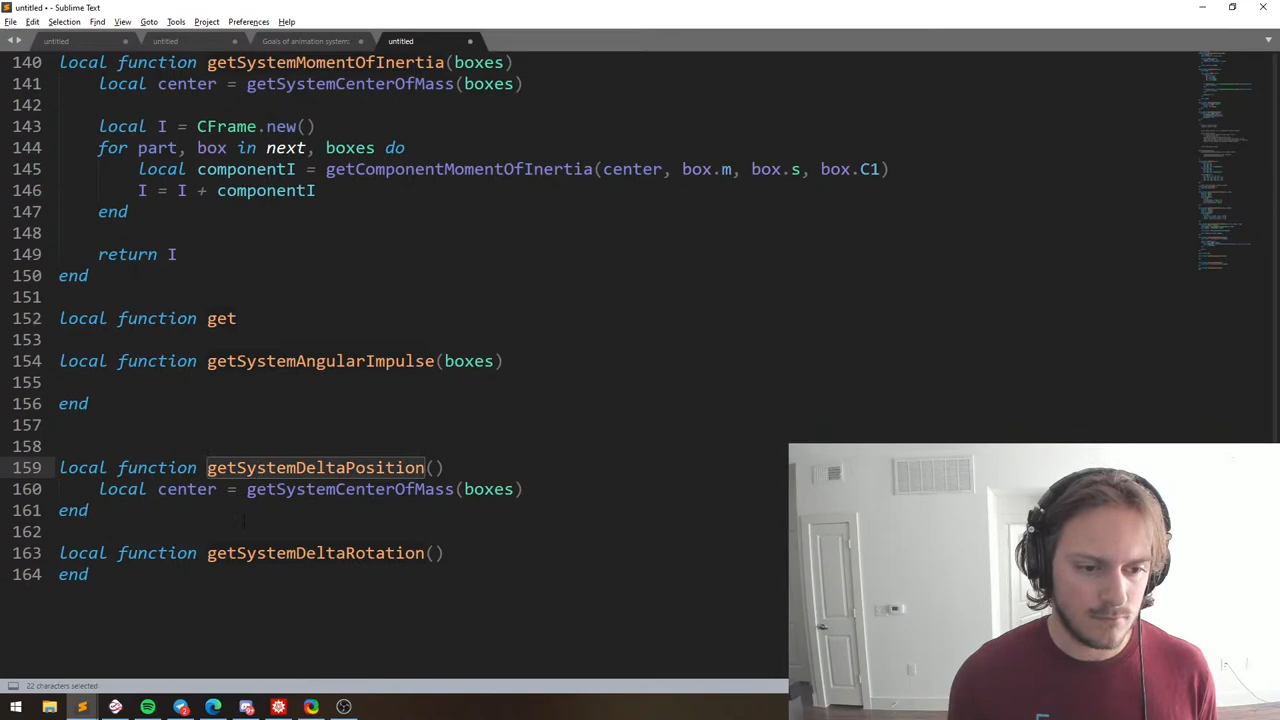 untitled • - Sublime Text
File Edit Selection Find View Goto Tools Project Preferences Help
untitled untitled Goals of animation system: untitled
140 local function getSystemMomentOfInertia(boxes)
141 local center = getSystemCenterOfMass(boxes)
142
143 local I = CFrame.new()
144 for part, box in next, boxes do
145 local componentI = getComponentMomentOfInertia(center, box.m, box.s, box.C1)
146 I = I + componentI
147 end
148
149 return I
150 end
151
152 local function get
153
154 local function getSystemAngularImpulse(boxes)
155
156 end
157
158
159 local function getSystemDeltaPosition()
160 local center = getSystemCenterOfMass(boxes)
161 end
162
163 local function getSystemDeltaRotation()
164 end
22 characters selected